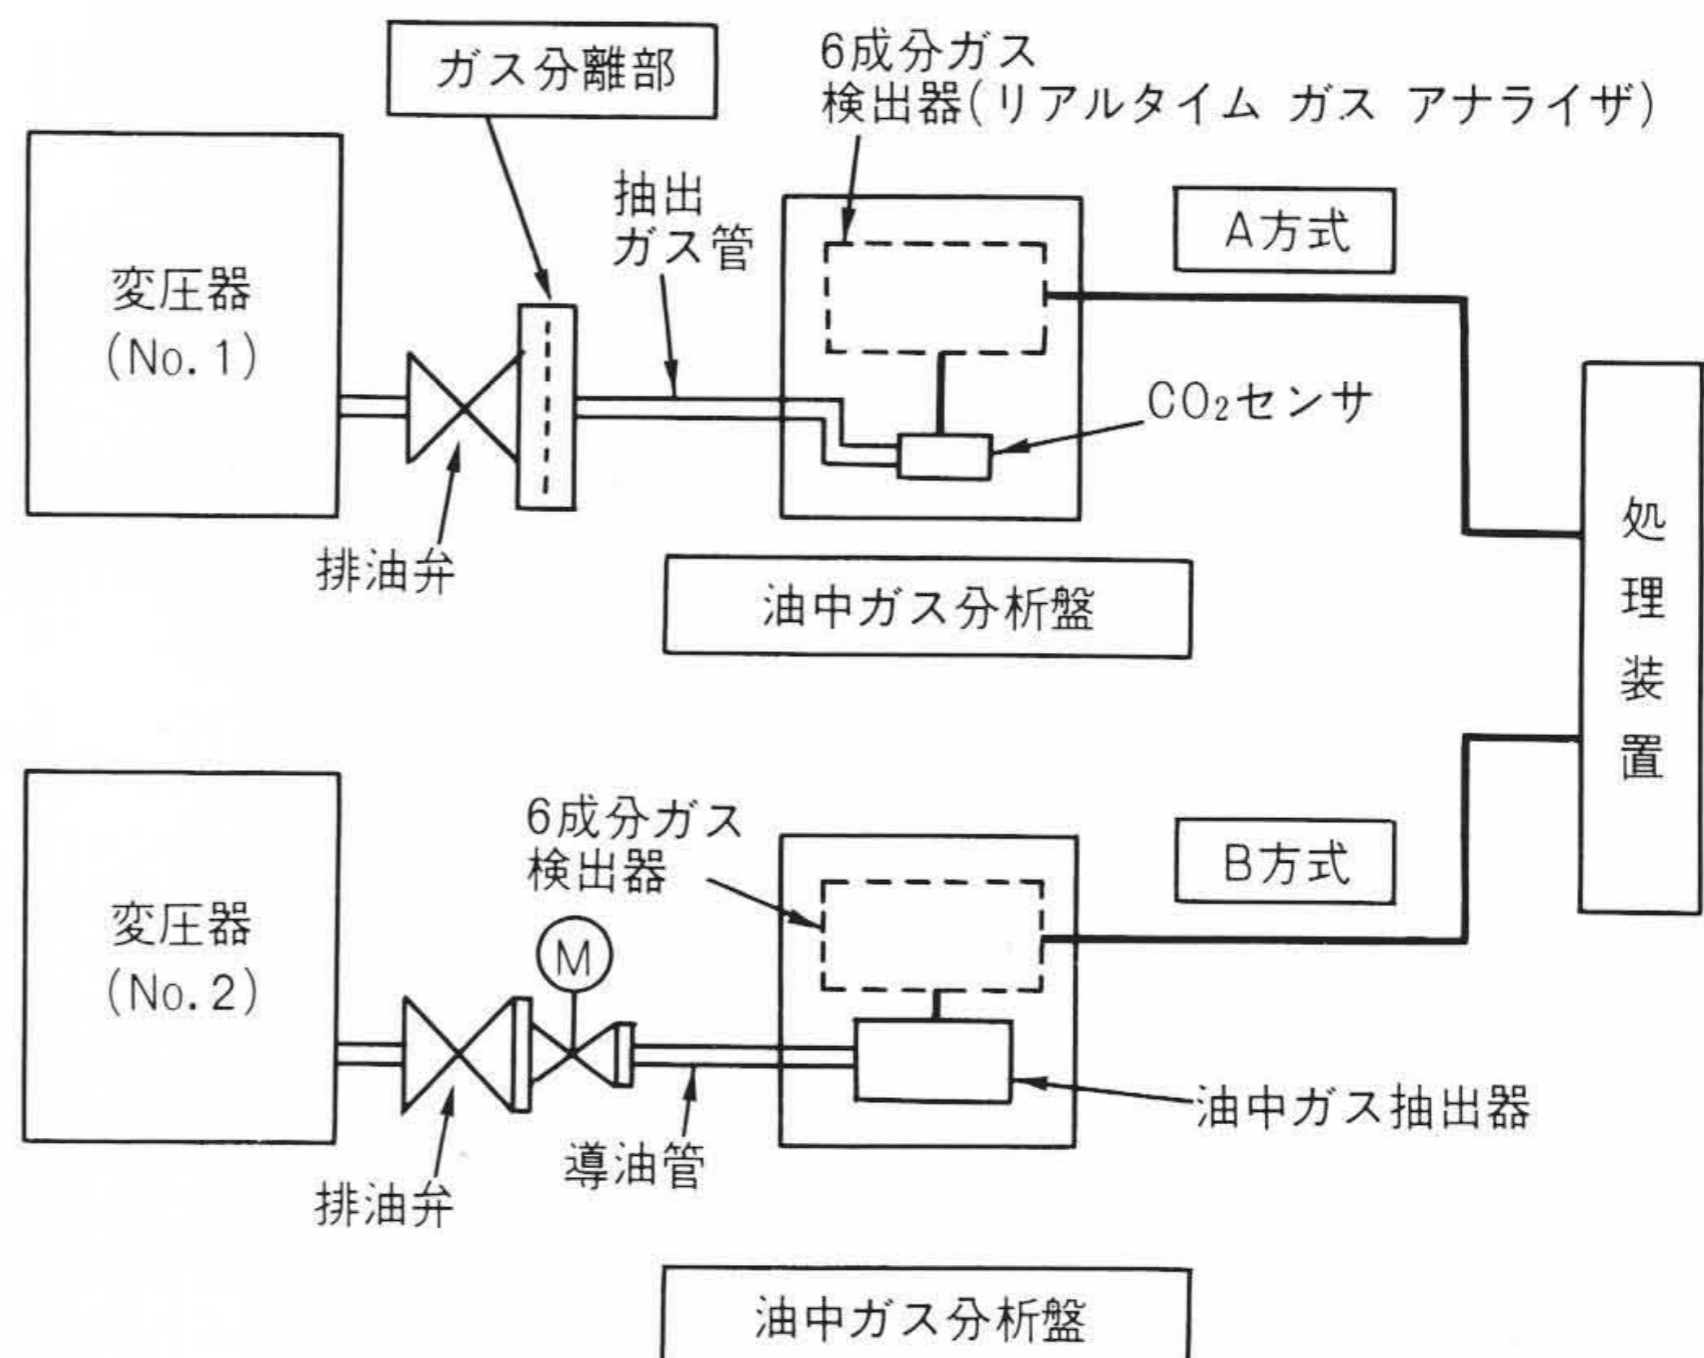 ガス分離部
6成分ガス
検出器(リアルタイム ガス アナライザ)
変圧器
(No.1)
抽出
ガス管
A方式
CO₂センサ
排油弁
油中ガス分析盤
処理装置
変圧器
(No.2)
6成分ガス
検出器
B方式
M
油中ガス抽出器
導油管
排油弁
油中ガス分析盤